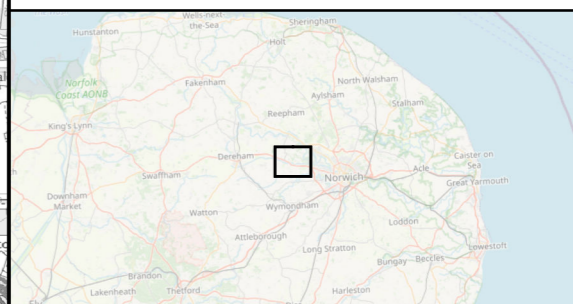 Wells-next
the-Sea
Sheringham
Hunstanton
Holt
Norfolk
Coast AONB
Fakenham
North Walsham
Aylsham
Stalham
Reepham
King's Lynn
Dereham
Caister on
Sea
Swaffham
Norwich
Acle
Great Yarmouth
Downham
Market
Wymondham
Watton
Loddon
Attleborough
Long Stratton
Lowestoft
Bungay
Beccles
Brandon
Lakenheath
Thetford
Harleston